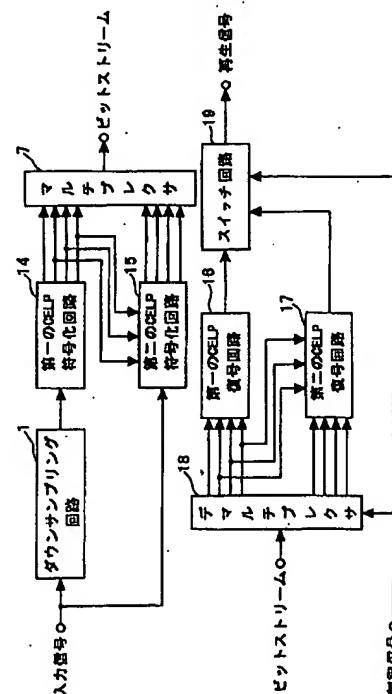 入力信号
1
ダウンサンプリング
回路
14
第一のCELP
符号化回路
15
第二のCELP
符号化回路
7
マルチプレクサ
ビットストリーム
ビットストリーム
18
デマルチプレクサ
16
第一のCELP
復号回路
17
第二のCELP
復号回路
19
スイッチ回路
再生信号